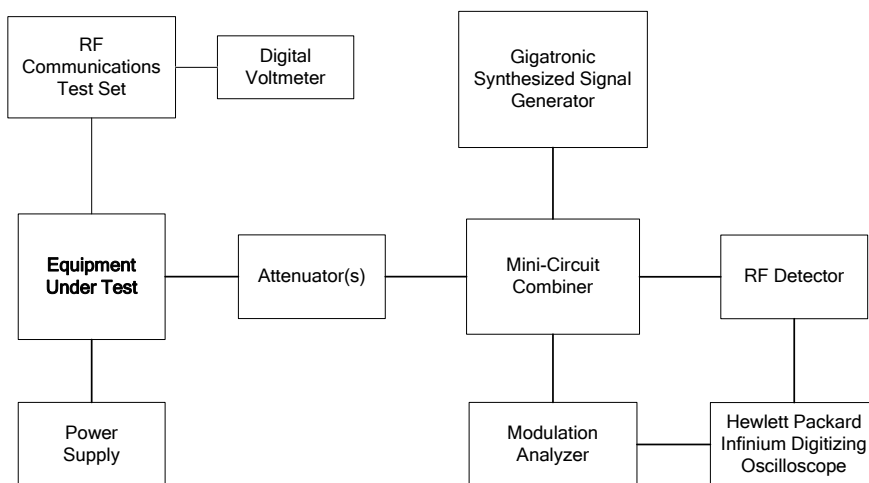 RF
Communications
Test Set
Digital
Voltmeter
Gigatronic
Synthesized Signal
Generator
Equipment
Under Test
Attenuator(s)
Mini-Circuit
Combiner
RF Detector
Power
Supply
Modulation
Analyzer
Hewlett Packard
Infinium Digitizing
Oscilloscope